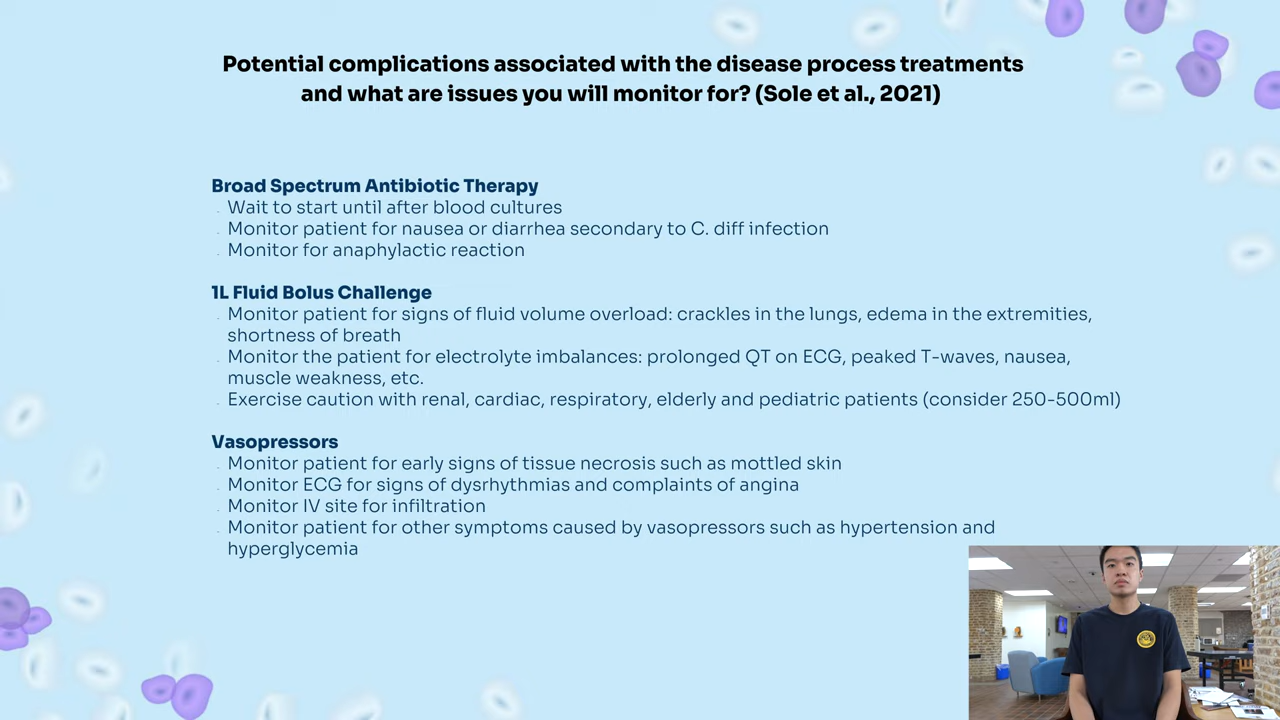 Potential complications associated with the disease process treatments
and what are issues you will monitor for? (Sole et al., 2021)
Broad Spectrum Antibiotic Therapy
Wait to start until after blood cultures
Monitor patient for nausea or diarrhea secondary to C. diff infection
Monitor for anaphylactic reaction
1L Fluid Bolus Challenge
Monitor patient for signs of fluid volume overload: crackles in the lungs, edema in the extremities,
shortness of breath
Monitor the patient for electrolyte imbalances: prolonged QT on ECG, peaked T-waves, nausea,
muscle weakness, etc.
Exercise caution with renal, cardiac, respiratory, elderly and pediatric patients (consider 250-500ml)
Vasopressors
Monitor patient for early signs of tissue necrosis such as mottled skin
Monitor ECG for signs of dysrhythmias and complaints of angina
Monitor IV site for infiltration
Monitor patient for other symptoms caused by vasopressors such as hypertension and
hyperglycemia